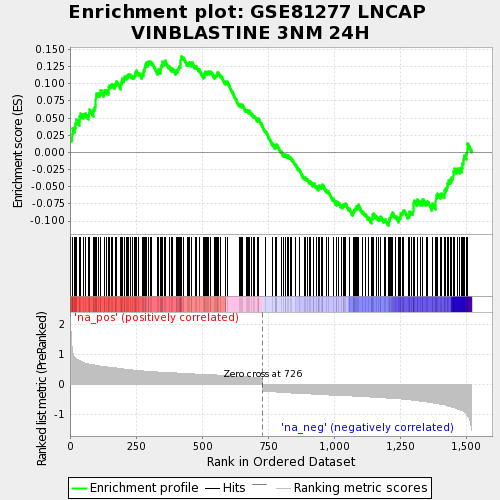 Enrichment plot: GSE81277 LNCAP
VINBLASTINE 3NM 24H
Enrichment score (ES)
0.150
0.125
0.100
0.075
0.050
0.025
0.000
-0.025
-0.050
-0.075
-0.100
'na_pos' (positively correlated)
Ranked list metric (PreRanked)
2
1
0
-1
Zero cross at 726
'na_neg' (negatively correlated)
0
250
500
750
1,000
1,250
1,500
Rank in Ordered Dataset
Enrichment profile
Hits
Ranking metric scores